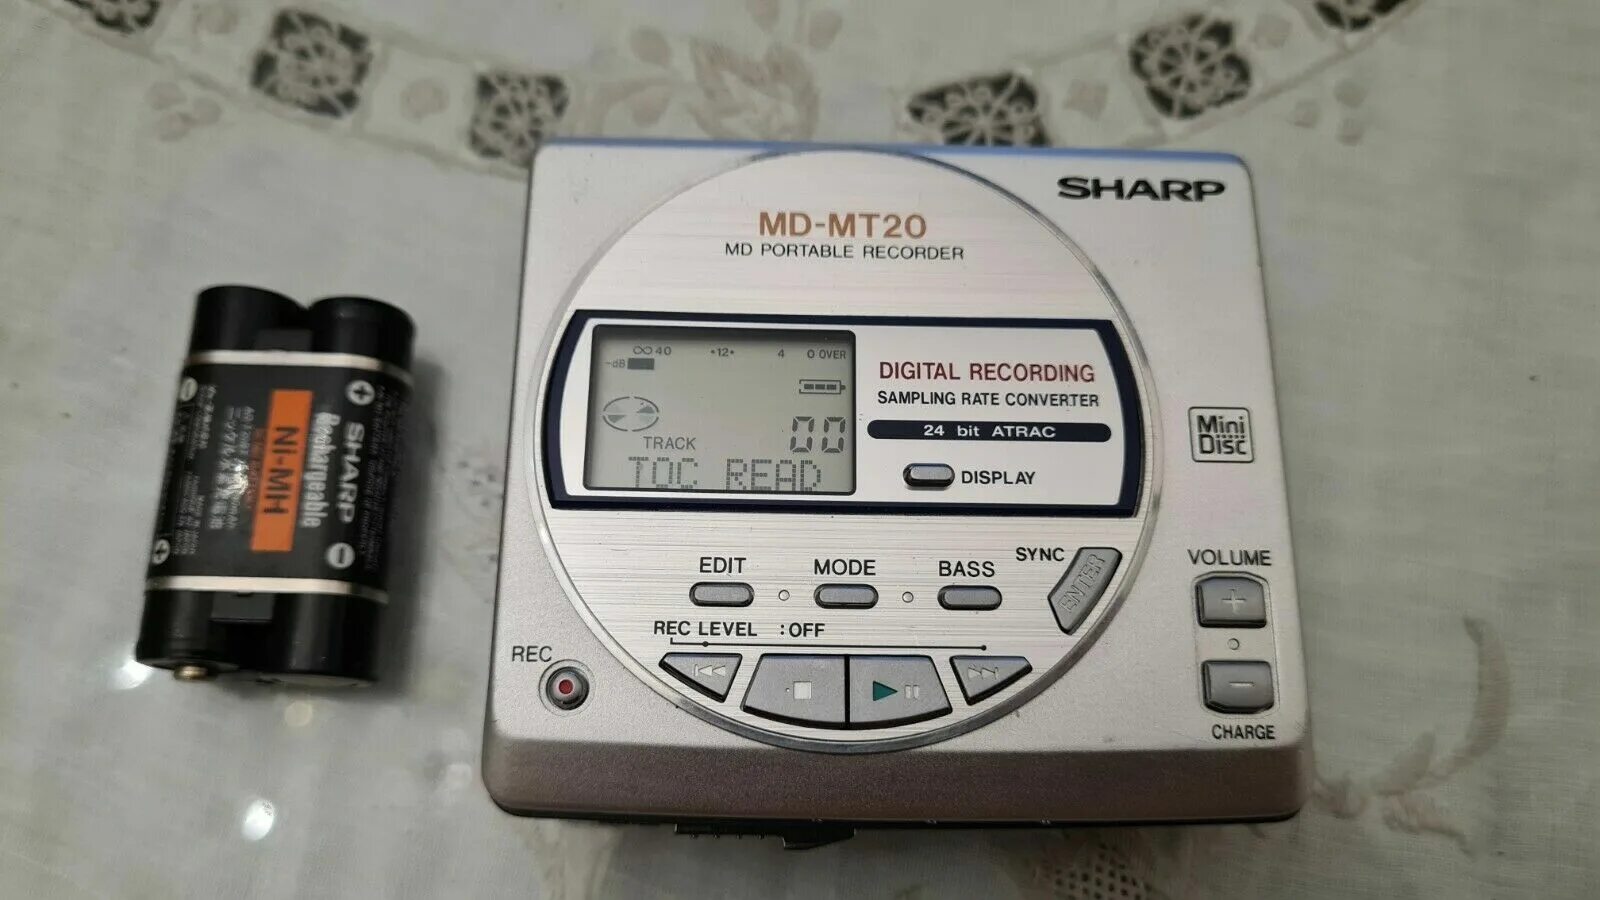 SHARP
MD-MT20
MD PORTABLE RECORDER
∞ 40 •12• 4 0 OVER
-dB
TRACK 00
TOC READ
DIGITAL RECORDING
SAMPLING RATE CONVERTER
24 bit ATRAC
DISPLAY
Mini
Disc
EDIT MODE BASS
SYNC
ENTER
REC LEVEL :OFF
REC
VOLUME
+
−
CHARGE
SHARP
Rechargeable
Ni-MH